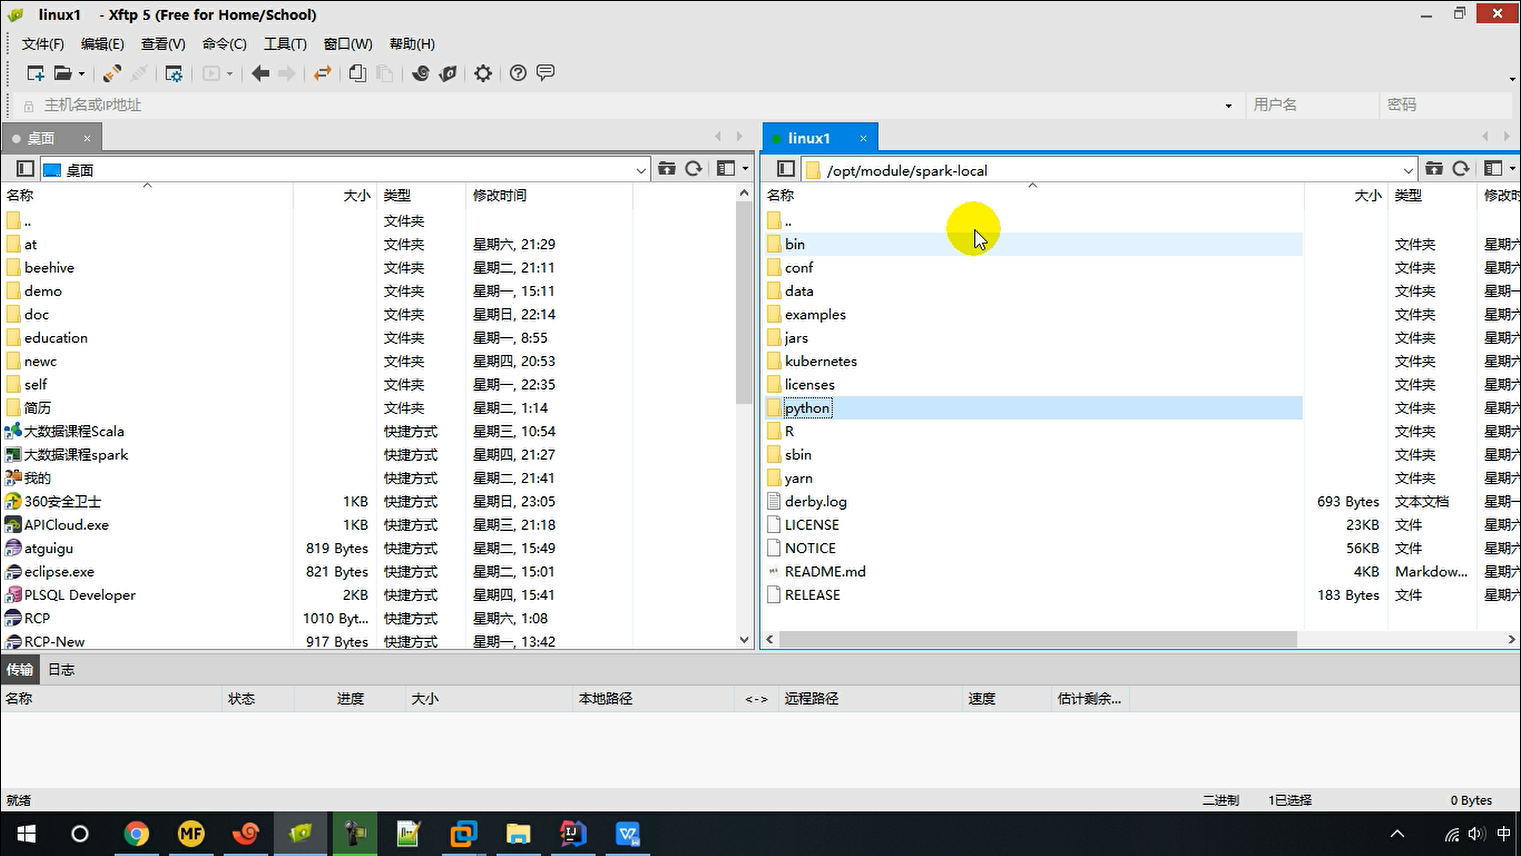 linux1 - Xftp 5 (Free for Home/School)
文件(F) 编辑(E) 查看(V) 命令(C) 工具(T) 窗口(W) 帮助(H)
主机名或IP地址 用户名 密码
桌面 × linux1 ×
桌面 /opt/module/spark-local
名称 大小 类型 修改时间
.. 文件夹
at 文件夹 星期六, 21:29
beehive 文件夹 星期二, 21:11
demo 文件夹 星期一, 15:11
doc 文件夹 星期日, 22:14
education 文件夹 星期一, 8:55
newc 文件夹 星期四, 20:53
self 文件夹 星期一, 22:35
简历 文件夹 星期二, 1:14
大数据课程Scala 快捷方式 星期三, 10:54
大数据课程spark 快捷方式 星期四, 21:27
我的 快捷方式 星期二, 21:41
360安全卫士 1KB 快捷方式 星期日, 23:05
APICloud.exe 1KB 快捷方式 星期三, 21:18
atguigu 819 Bytes 快捷方式 星期二, 15:49
eclipse.exe 821 Bytes 快捷方式 星期二, 15:01
PLSQL Developer 2KB 快捷方式 星期四, 15:41
RCP 1010 Byt... 快捷方式 星期六, 1:08
RCP-New 917 Bytes 快捷方式 星期一, 13:42
名称 大小 类型 修改时
..
bin 文件夹 星期六
conf 文件夹 星期六
data 文件夹 星期一
examples 文件夹 星期六
jars 文件夹 星期六
kubernetes 文件夹 星期六
licenses 文件夹 星期六
python 文件夹 星期六
R 文件夹 星期六
sbin 文件夹 星期六
yarn 文件夹 星期六
derby.log 693 Bytes 文本文档 星期一
LICENSE 23KB 文件 星期六
NOTICE 56KB 文件 星期六
README.md 4KB Markdow... 星期六
RELEASE 183 Bytes 文件 星期六
传输 日志
名称 状态 进度 大小 本地路径 <-> 远程路径 速度 估计剩余...
就绪 二进制 1已选择 0 Bytes
MF 中